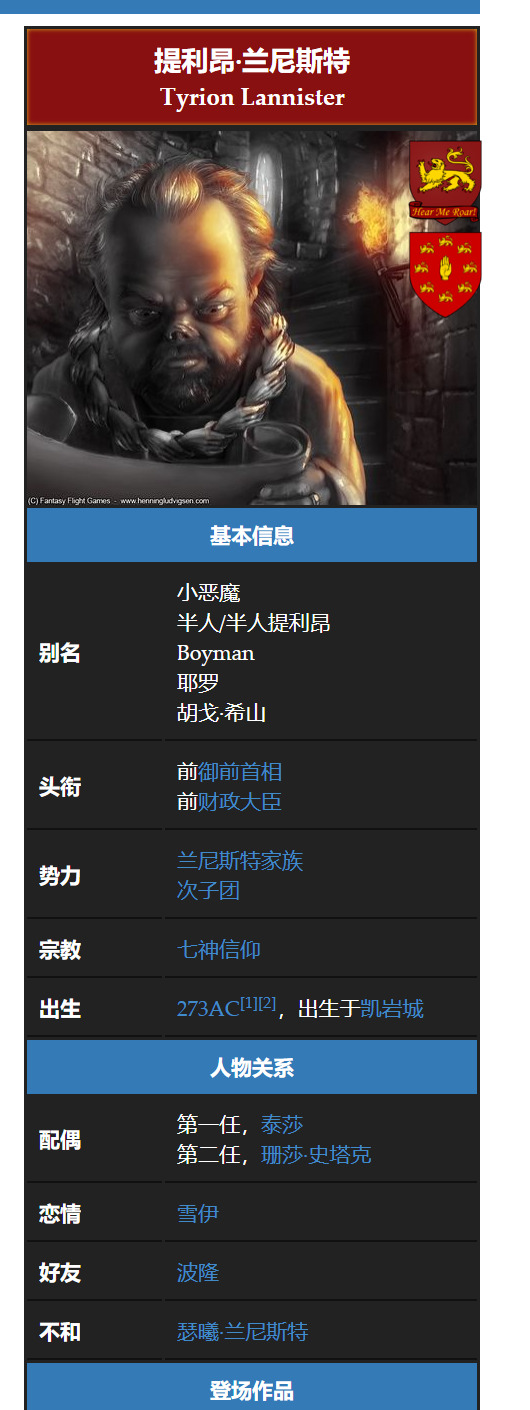 提利昂·兰尼斯特
Tyrion Lannister
Hear Me Roar!
(C) Fantasy Flight Games - www.henningludvigsen.com
基本信息
别名
小恶魔
半人/半人提利昂
Boyman
耶罗
胡戈·希山
头衔
前御前首相
前财政大臣
势力
兰尼斯特家族
次子团
宗教
七神信仰
出生
273AC[1][2]，出生于凯岩城
人物关系
配偶
第一任，泰莎
第二任，珊莎·史塔克
恋情
雪伊
好友
波隆
不和
瑟曦·兰尼斯特
登场作品